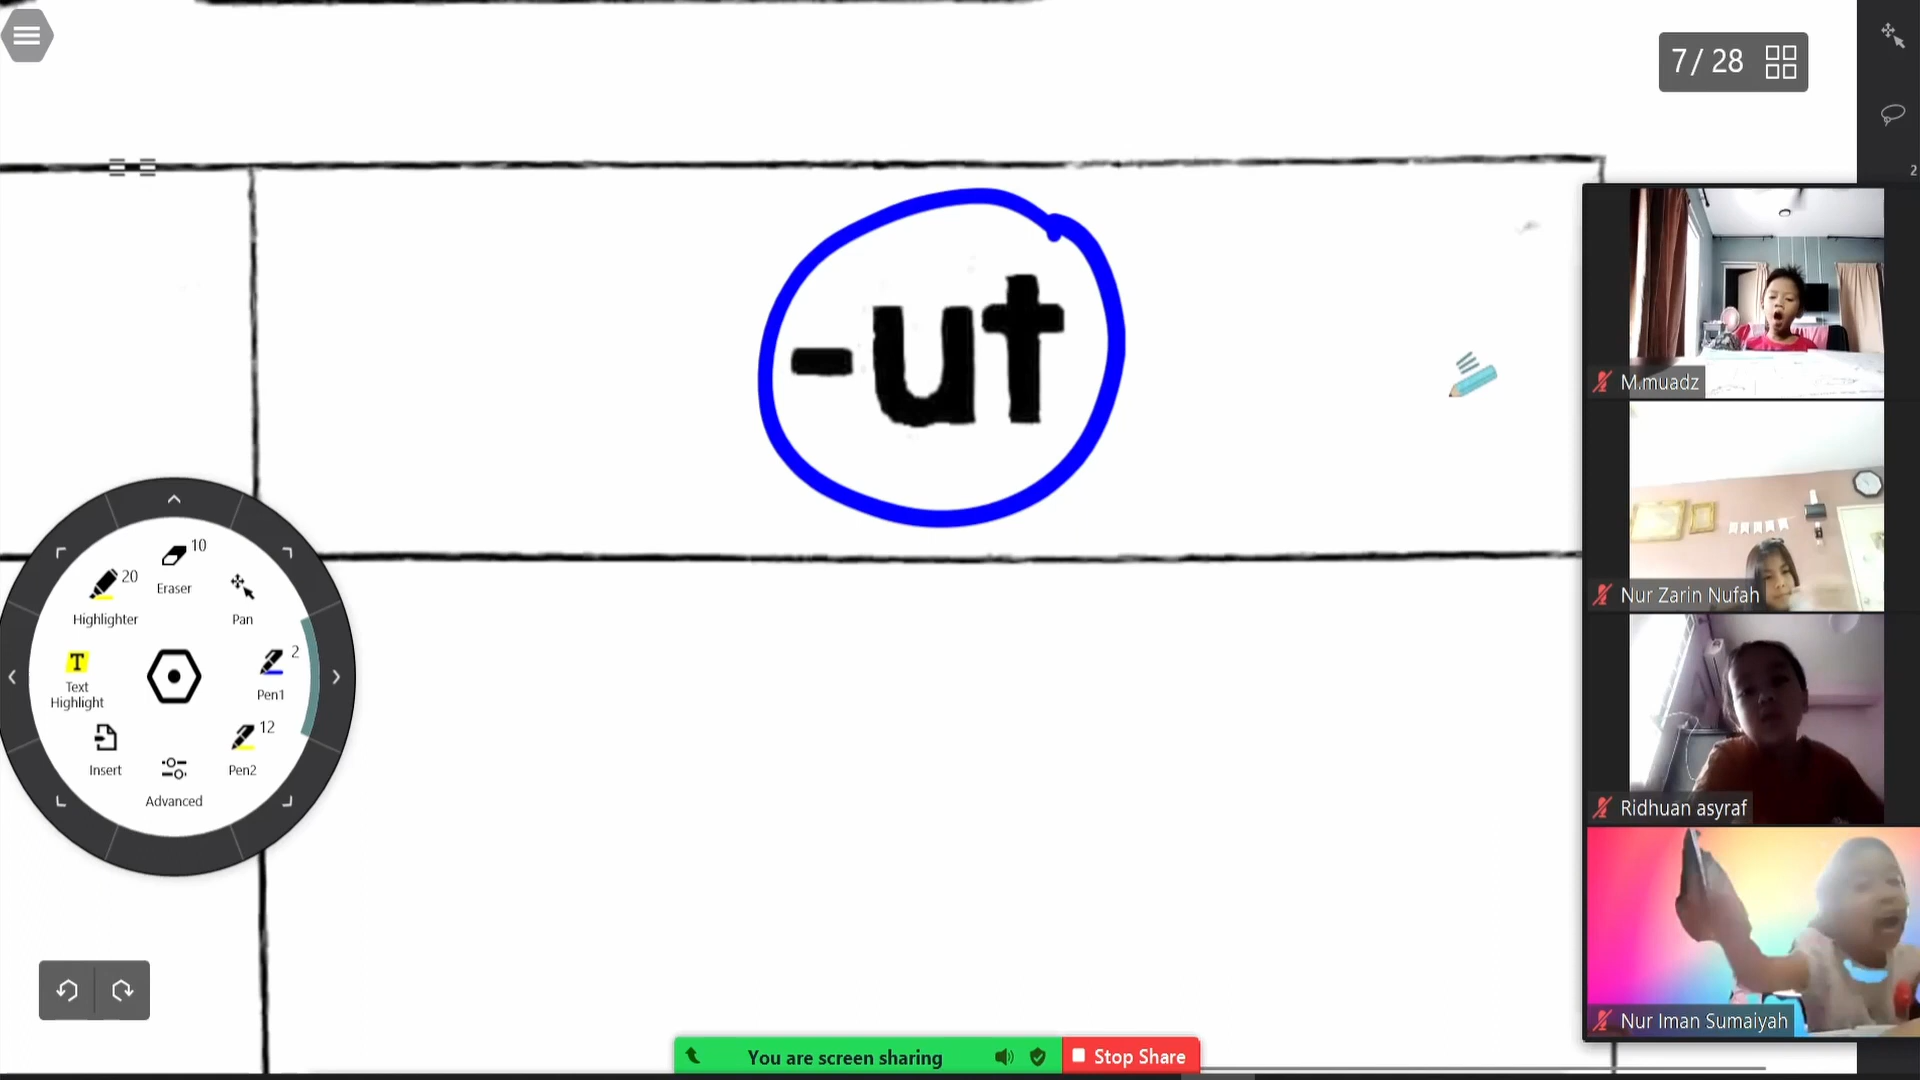 7/ 28
2
-ut
M.muadz
Nur Zarin Nufah
Ridhuan asyraf
Nur Iman Sumaiyah
10
Eraser
20
Highlighter
Pan
T
Text
Highlight
2
Pen1
Insert
12
Pen2
Advanced
You are screen sharing
Stop Share